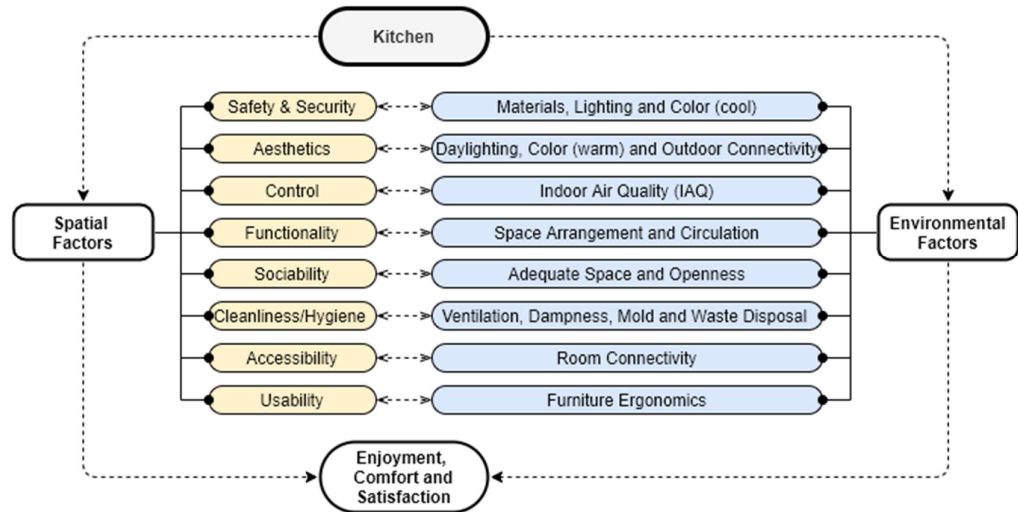 Kitchen
Safety & Security
Materials, Lighting and Color (cool)
Aesthetics
Daylighting, Color (warm) and Outdoor Connectivity
Control
Indoor Air Quality (IAQ)
Spatial
Factors
Functionality
Space Arrangement and Circulation
Environmental
Factors
Sociability
Adequate Space and Openness
Cleanliness/Hygiene
Ventilation, Dampness, Mold and Waste Disposal
Accessibility
Room Connectivity
Usability
Furniture Ergonomics
Enjoyment,
Comfort and
Satisfaction